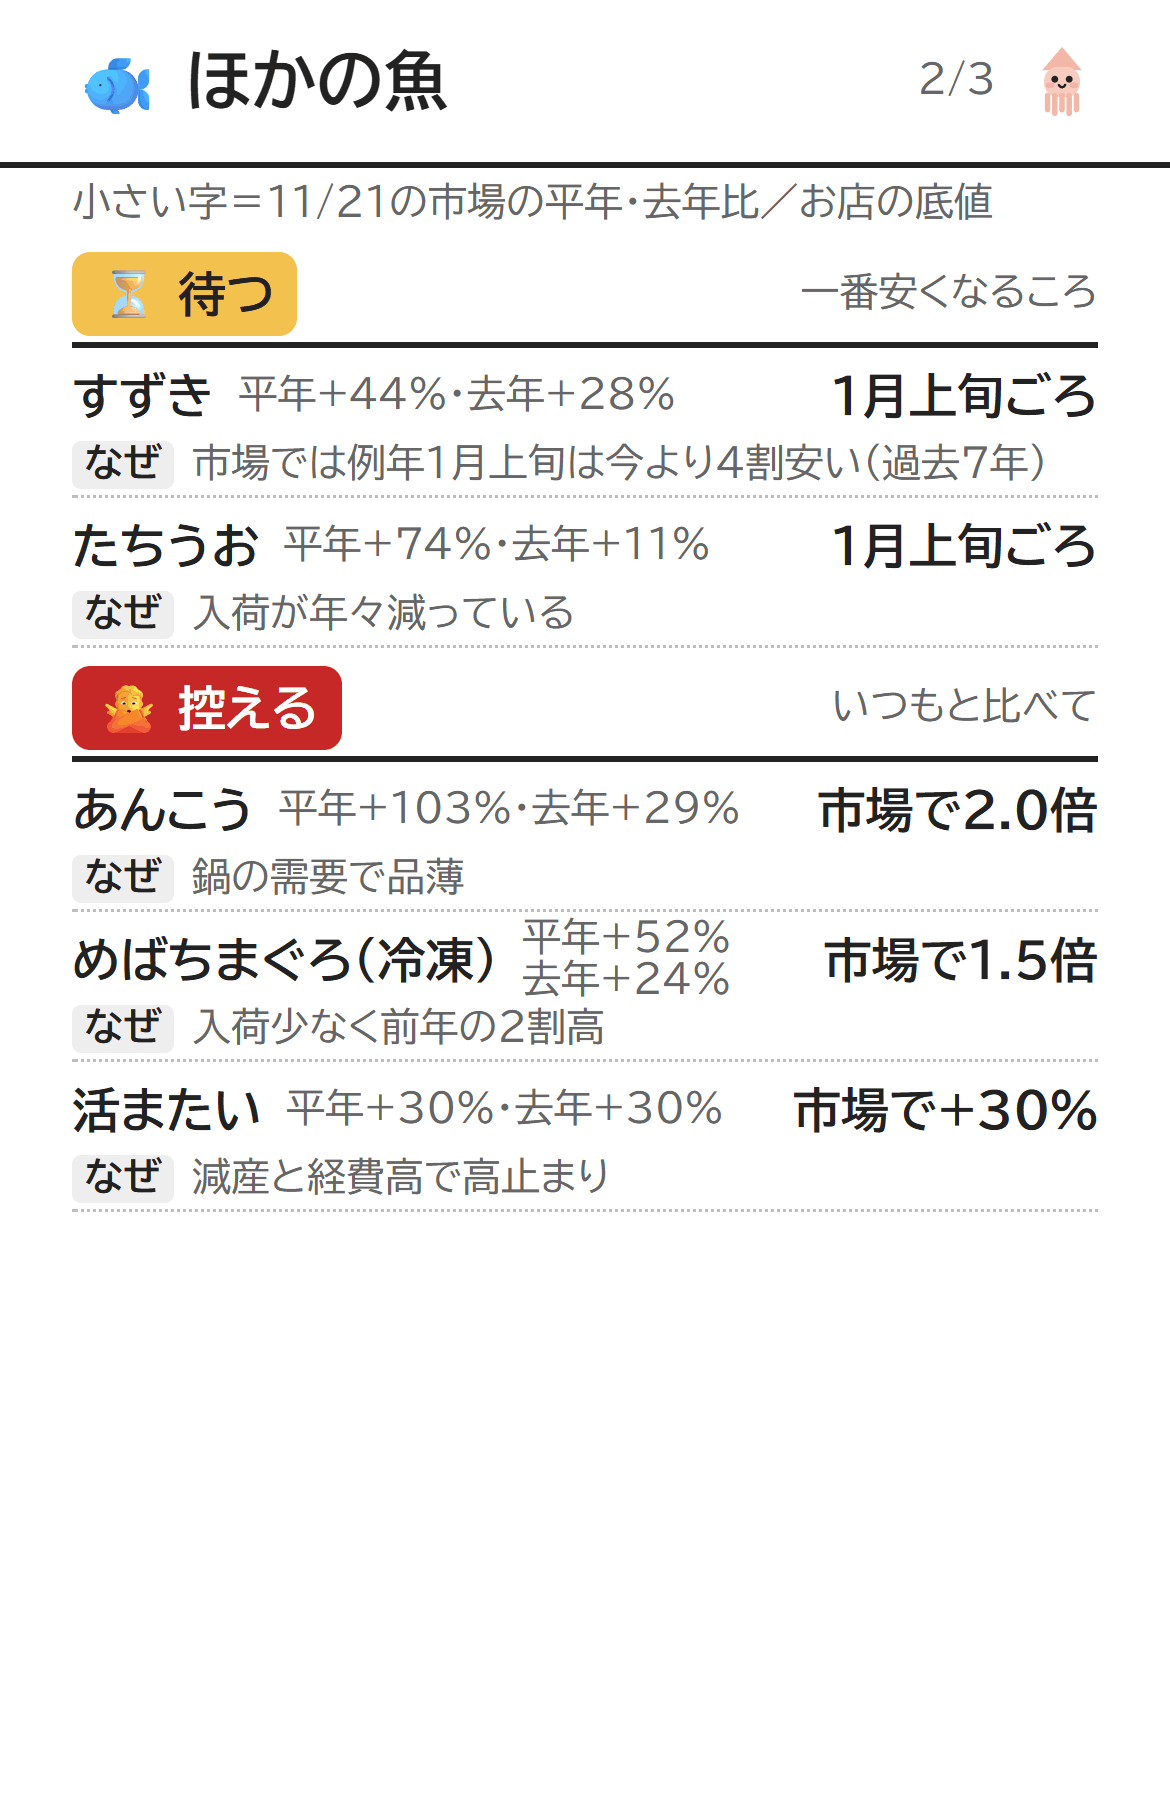 ほかの魚
2/3
小さい字＝11/21の市場の平年・去年比／お店の底値
待つ
一番安くなるころ
すずき 平年+44%・去年+28% 1月上旬ごろ
なぜ 市場では例年1月上旬は今より4割安い（過去7年）
たちうお 平年+74%・去年+11% 1月上旬ごろ
なぜ 入荷が年々減っている
控える
いつもと比べて
あんこう 平年+103%・去年+29% 市場で2.0倍
なぜ 鍋の需要で品薄
めばちまぐろ（冷凍） 平年+52% 去年+24% 市場で1.5倍
なぜ 入荷少なく前年の2割高
活まだい 平年+30%・去年+30% 市場で+30%
なぜ 減産と経費高で高止まり